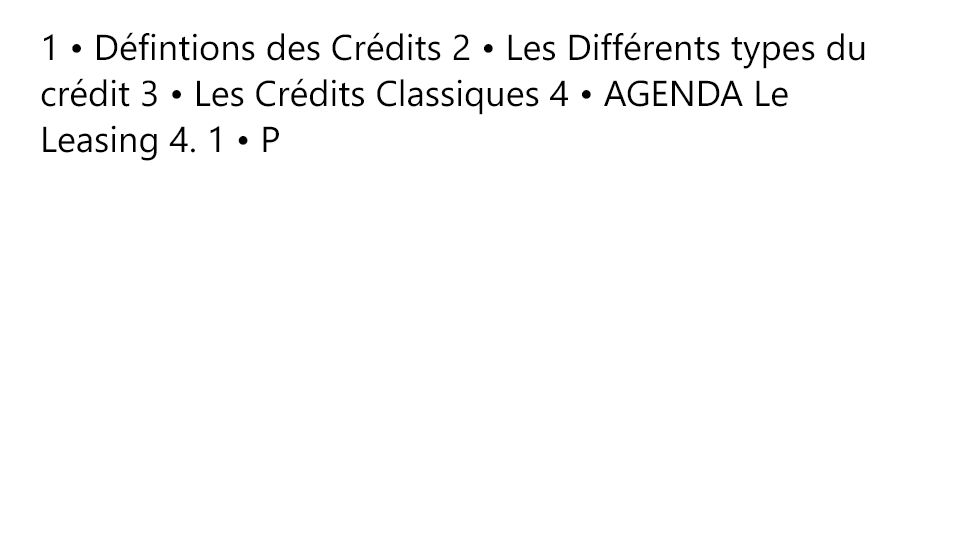 1 • Défintions des Crédits 2 • Les Différents types du
crédit 3 • Les Crédits Classiques 4 • AGENDA Le
Leasing 4. 1 • P